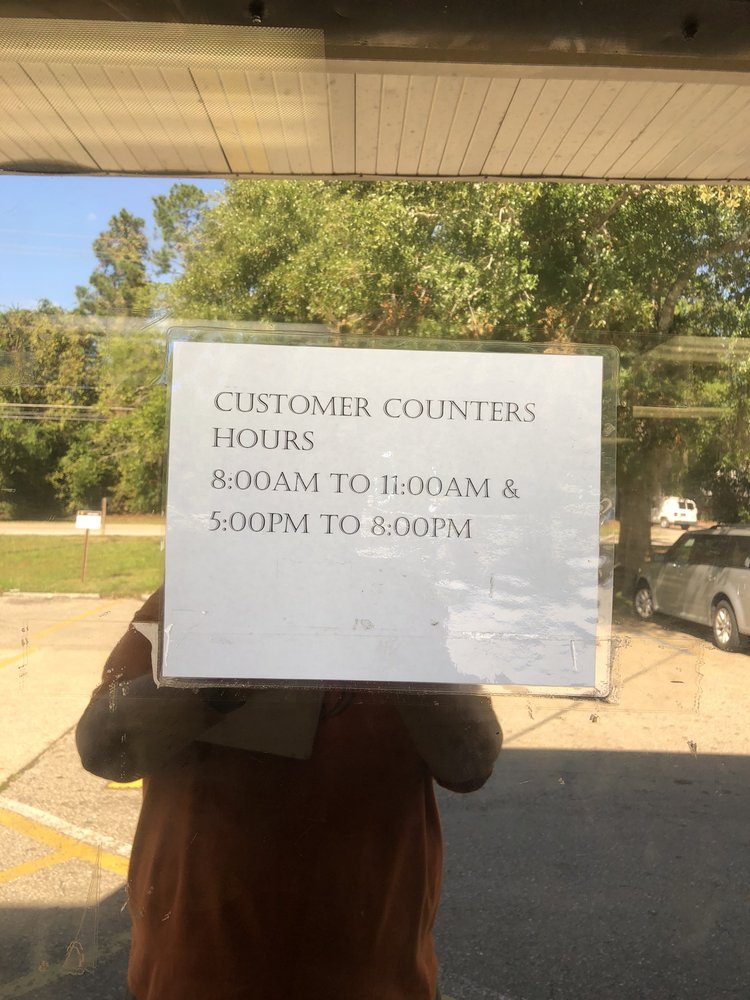 CUSTOMER COUNTERS
HOURS
8:00AM TO 11:00AM &
5:00PM TO 8:00PM